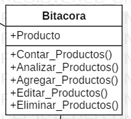 Bitacora
+Producto
+Contar_Productos()
+Analizar_Productos()
+Agregar_Productos()
+Editar_Productos()
+Eliminar_Productos()